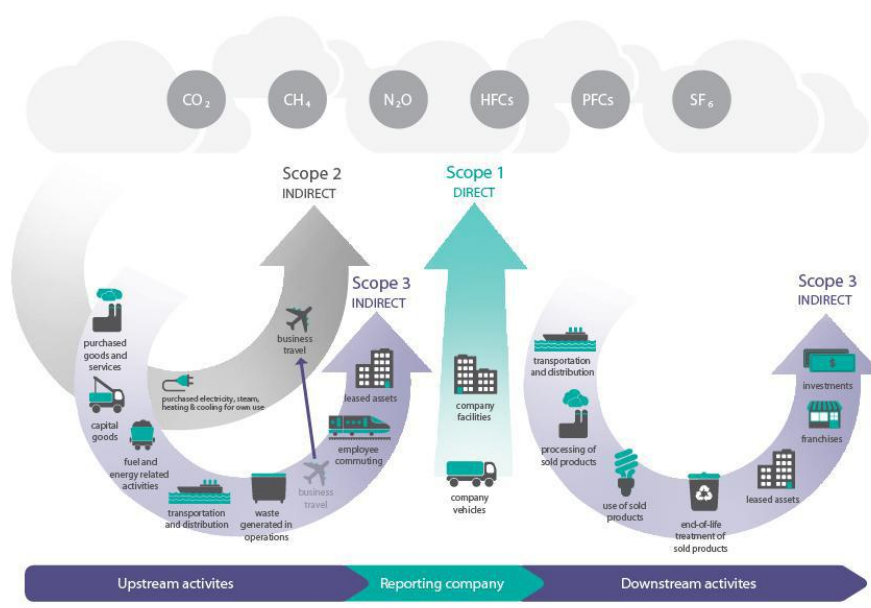 CO2
CH4
N2O
HFCs
PFCs
SF6
Scope 2
INDIRECT
Scope 1
DIRECT
Scope 3
INDIRECT
Scope 3
INDIRECT
purchased
goods and
services
capital
goods
fuel and
energy related
activities
transportation
and distribution
waste
generated in
operations
business
travel
employee
commuting
leased assets
purchased electricity, steam,
heating & cooling for own use
business
travel
company
facilities
company
vehicles
transportation
and distribution
processing of
sold products
use of sold
products
end-of-life
treatment of
sold products
leased assets
franchises
investments
$
Upstream activites
Reporting company
Downstream activites